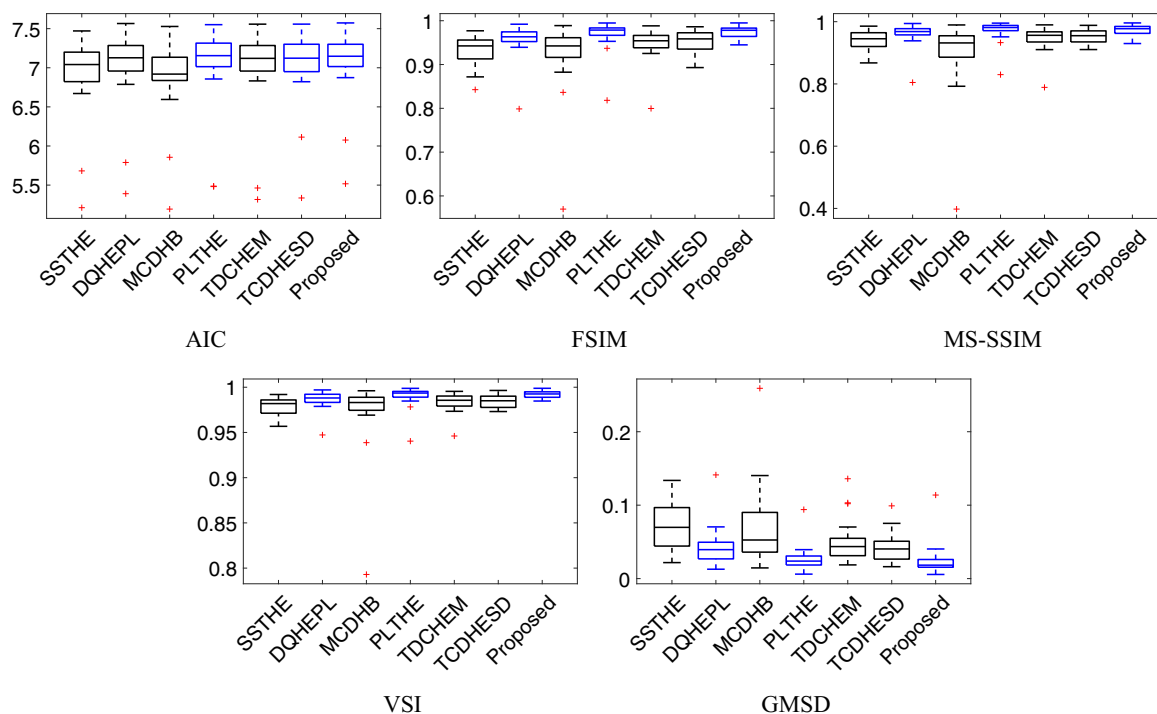 7.5
7
6.5
6
5.5
SSTHE
DQHEPL
MCDHB
PLTHE
TDCHEM
TCDHESD
Proposed
AIC
1
0.9
0.8
0.7
0.6
SSTHE
DQHEPL
MCDHB
PLTHE
TDCHEM
TCDHESD
Proposed
FSIM
1
0.8
0.6
0.4
SSTHE
DQHEPL
MCDHB
PLTHE
TDCHEM
TCDHESD
Proposed
MS-SSIM
1
0.95
0.9
0.85
0.8
SSTHE
DQHEPL
MCDHB
PLTHE
TDCHEM
TCDHESD
Proposed
VSI
0.2
0.1
0
SSTHE
DQHEPL
MCDHB
PLTHE
TDCHEM
TCDHESD
Proposed
GMSD